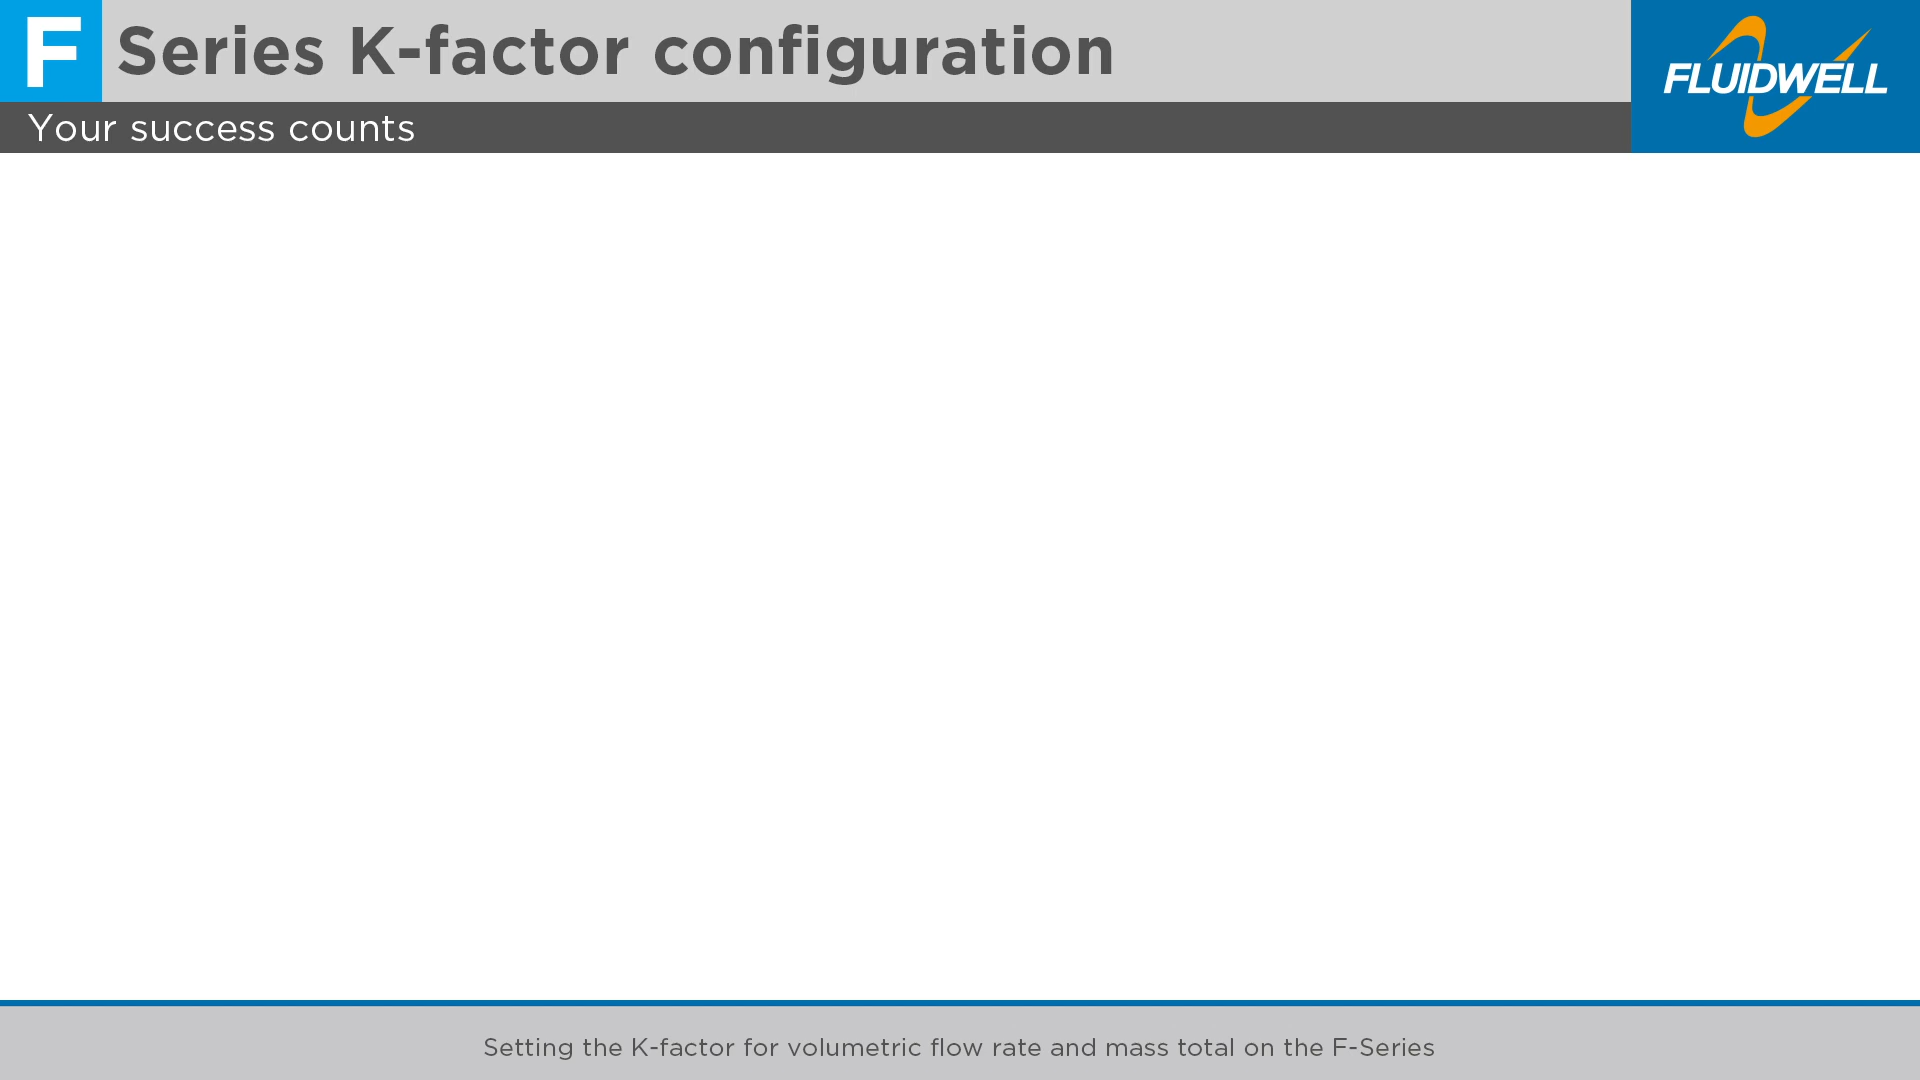 F Series K-factor configuration
FLUIDWELL
Your success counts
Setting the K-factor for volumetric flow rate and mass total on the F-Series